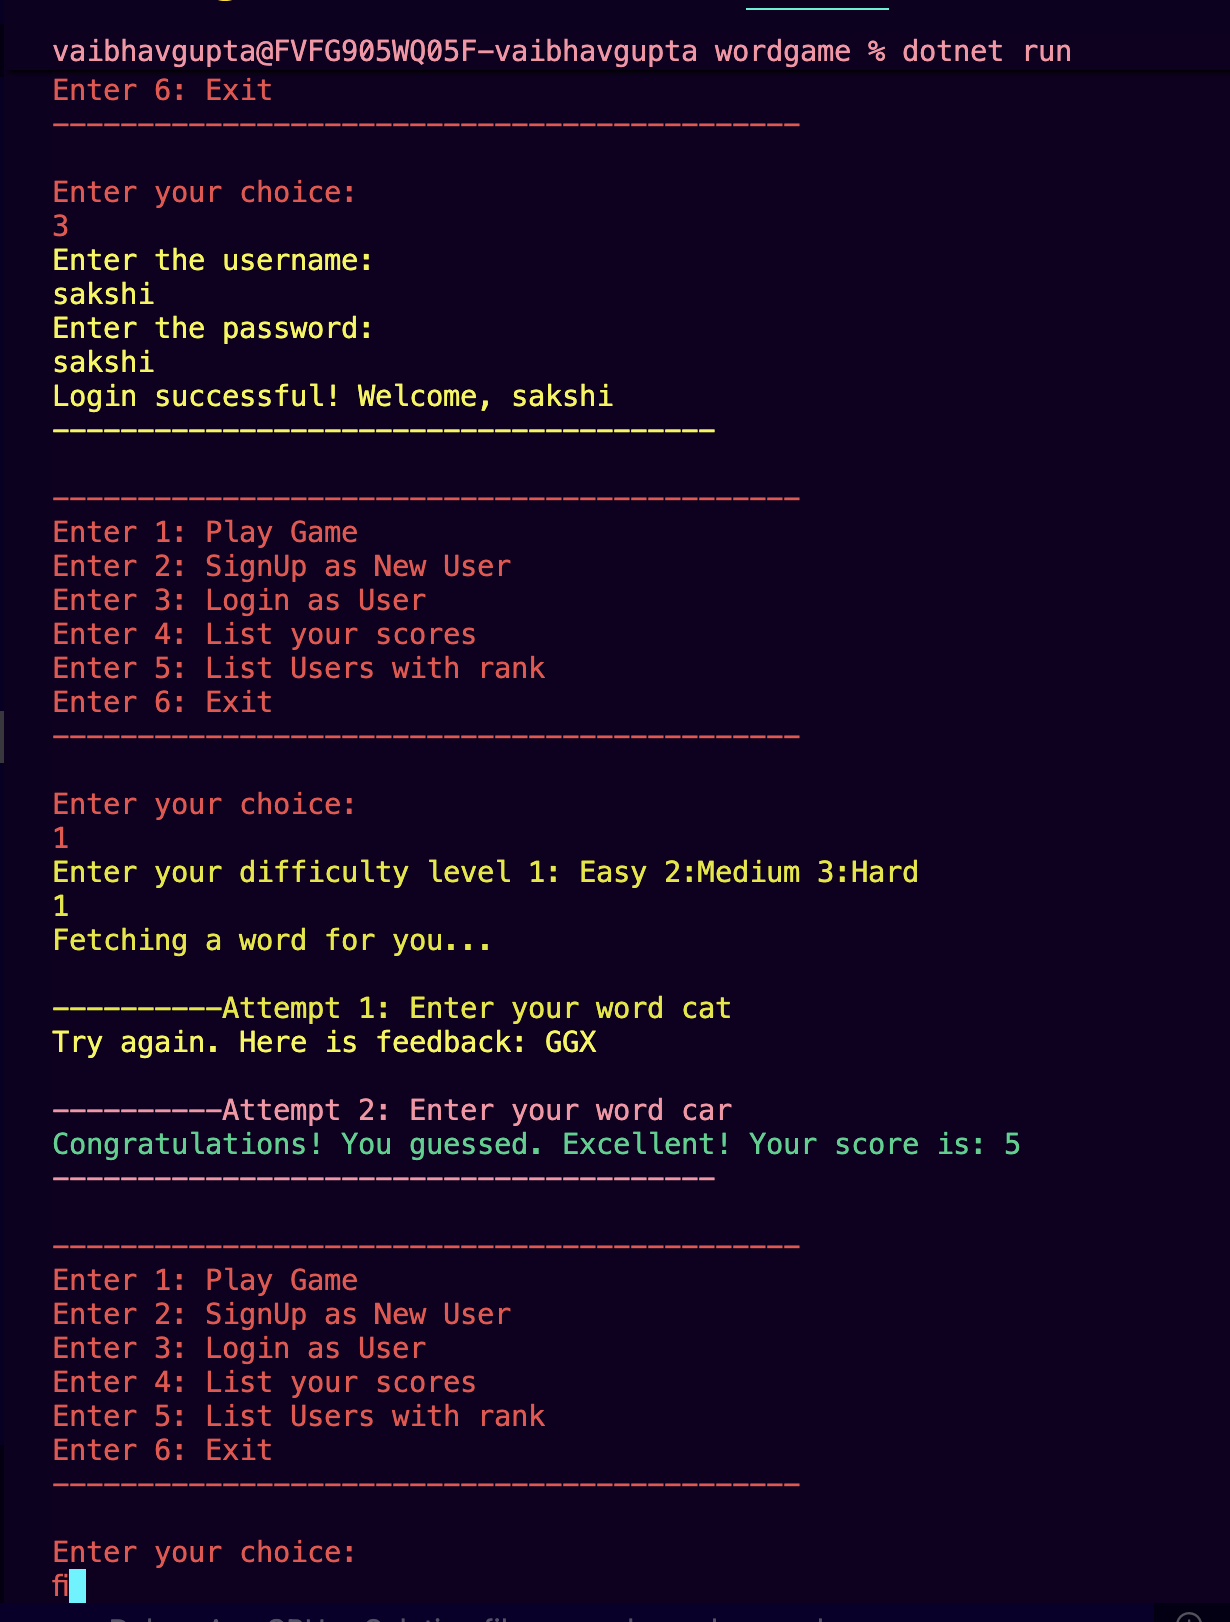 vaibhavgupta@FVFG905WQ05F-vaibhavgupta wordgame % dotnet run
Enter 6: Exit
--------------------------------------------
Enter your choice:
3
Enter the username:
sakshi
Enter the password:
sakshi
Login successful! Welcome, sakshi
---------------------------------------
--------------------------------------------
Enter 1: Play Game
Enter 2: SignUp as New User
Enter 3: Login as User
Enter 4: List your scores
Enter 5: List Users with rank
Enter 6: Exit
--------------------------------------------
Enter your choice:
1
Enter your difficulty level 1: Easy 2:Medium 3:Hard
1
Fetching a word for you...
----------Attempt 1: Enter your word cat
Try again. Here is feedback: GGX
----------Attempt 2: Enter your word car
Congratulations! You guessed. Excellent! Your score is: 5
---------------------------------------
--------------------------------------------
Enter 1: Play Game
Enter 2: SignUp as New User
Enter 3: Login as User
Enter 4: List your scores
Enter 5: List Users with rank
Enter 6: Exit
--------------------------------------------
Enter your choice:
fi